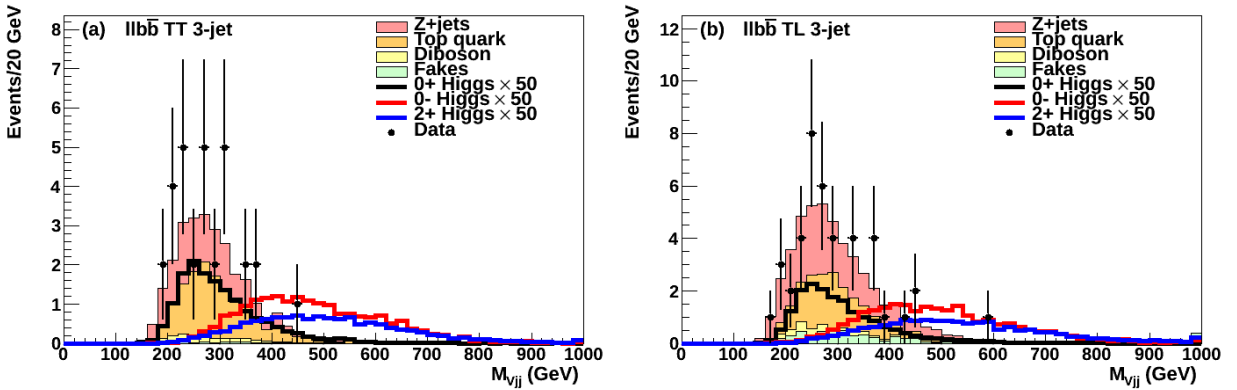 (a) llbb̄ TT 3-jet
Events/20 GeV
8
7
6
5
4
3
2
1
0
Z+jets
Top quark
Diboson
Fakes
0+ Higgs × 50
0- Higgs × 50
2+ Higgs × 50
Data
0 100 200 300 400 500 600 700 800 900 1000
M_Vjj (GeV)
(b) llbb̄ TL 3-jet
Events/20 GeV
12
10
8
6
4
2
0
Z+jets
Top quark
Diboson
Fakes
0+ Higgs × 50
0- Higgs × 50
2+ Higgs × 50
Data
0 100 200 300 400 500 600 700 800 900 1000
M_Vjj (GeV)